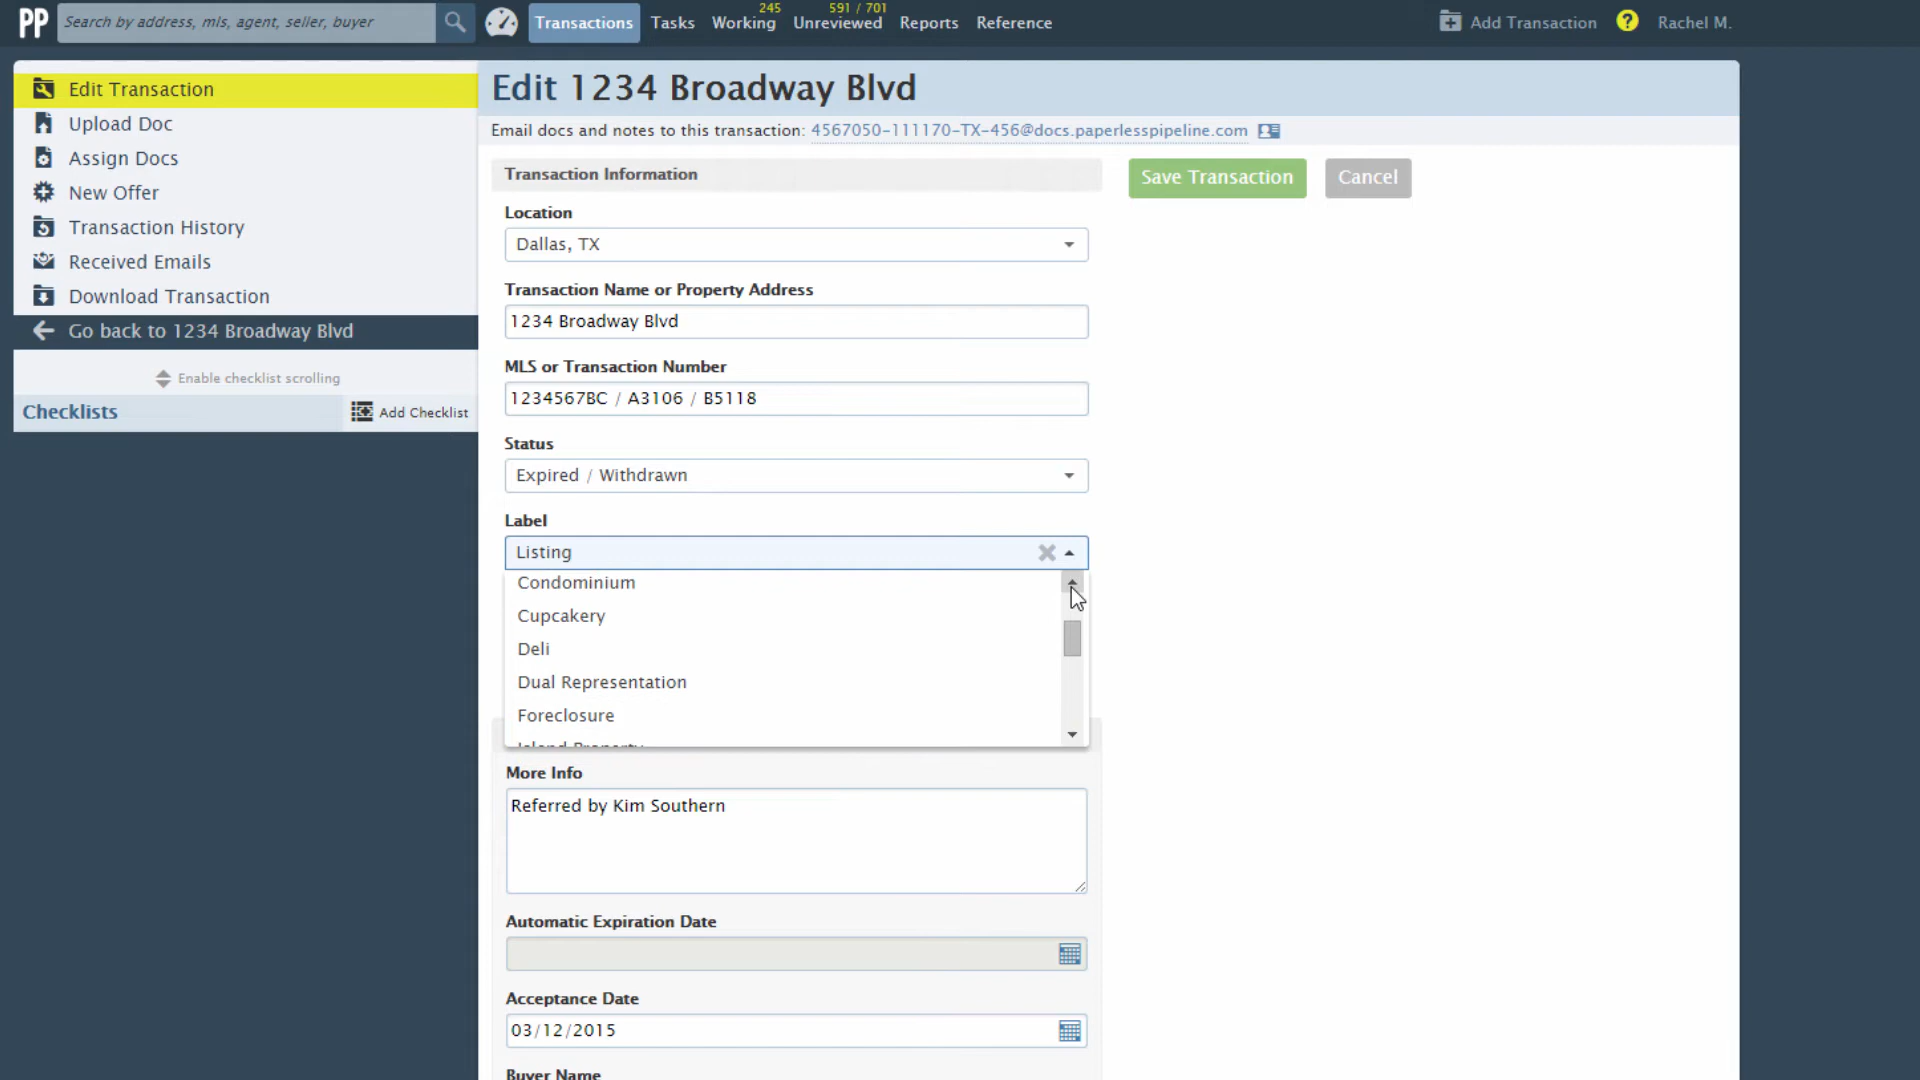 PP
Search by address, mls, agent, seller, buyer
Transactions
Tasks
245
Working
591 / 701
Unreviewed
Reports
Reference
Add Transaction
?
Rachel M.
Edit Transaction
Upload Doc
Assign Docs
New Offer
Transaction History
Received Emails
Download Transaction
Go back to 1234 Broadway Blvd
Enable checklist scrolling
Checklists
Add Checklist
Edit 1234 Broadway Blvd
Email docs and notes to this transaction: 4567050-111170-TX-456@docs.paperlesspipeline.com
Transaction Information
Save Transaction
Cancel
Location
Dallas, TX
Transaction Name or Property Address
1234 Broadway Blvd
MLS or Transaction Number
1234567BC / A3106 / B5118
Status
Expired / Withdrawn
Label
Listing
Condominium
Cupcakery
Deli
Dual Representation
Foreclosure
Island Property
More Info
Referred by Kim Southern
Automatic Expiration Date
Acceptance Date
03/12/2015
Buyer Name